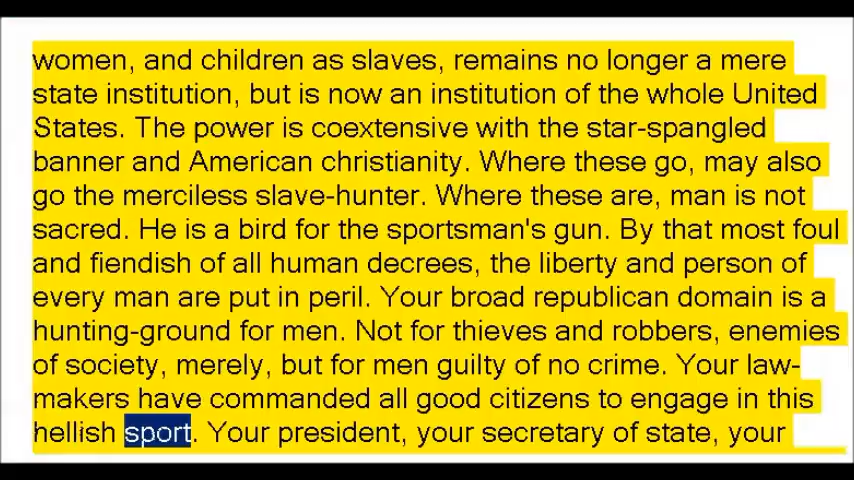 women, and children as slaves, remains no longer a mere
state institution, but is now an institution of the whole United
States. The power is coextensive with the star-spangled
banner and American christianity. Where these go, may also
go the merciless slave-hunter. Where these are, man is not
sacred. He is a bird for the sportsman's gun. By that most foul
and fiendish of all human decrees, the liberty and person of
every man are put in peril. Your broad republican domain is a
hunting-ground for men. Not for thieves and robbers, enemies
of society, merely, but for men guilty of no crime. Your law-
makers have commanded all good citizens to engage in this
hellish sport. Your president, your secretary of state, your